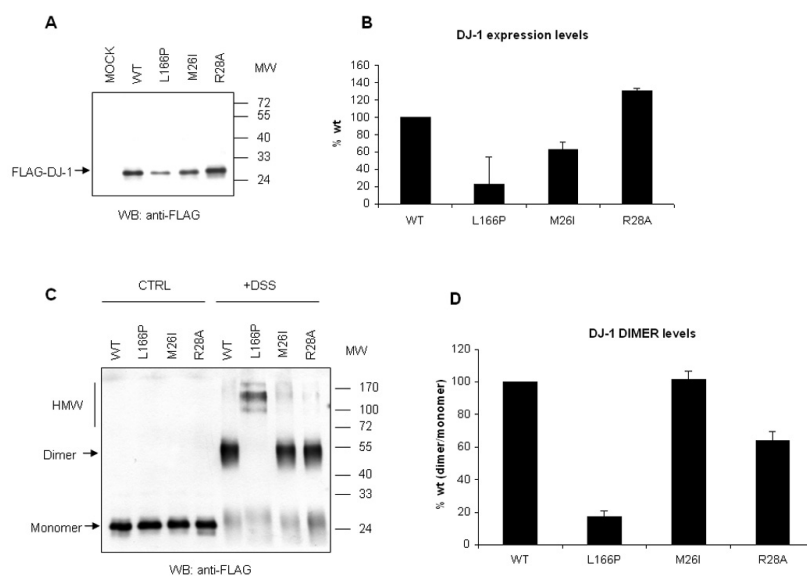 A
MOCK
WT
L166P
M26I
R28A
MW
72
55
40
33
24
FLAG-DJ-1
WB: anti-FLAG
B
DJ-1 expression levels
% wt
160
140
120
100
80
60
40
20
0
WT L166P M26I R28A
C
CTRL +DSS
WT
L166P
M26I
R28A
WT
L166P
M26I
R28A
MW
HMW
170
100
72
Dimer
55
40
33
Monomer
24
WB: anti-FLAG
D
DJ-1 DIMER levels
% wt (dimer/monomer)
120
100
80
60
40
20
0
WT L166P M26I R28A